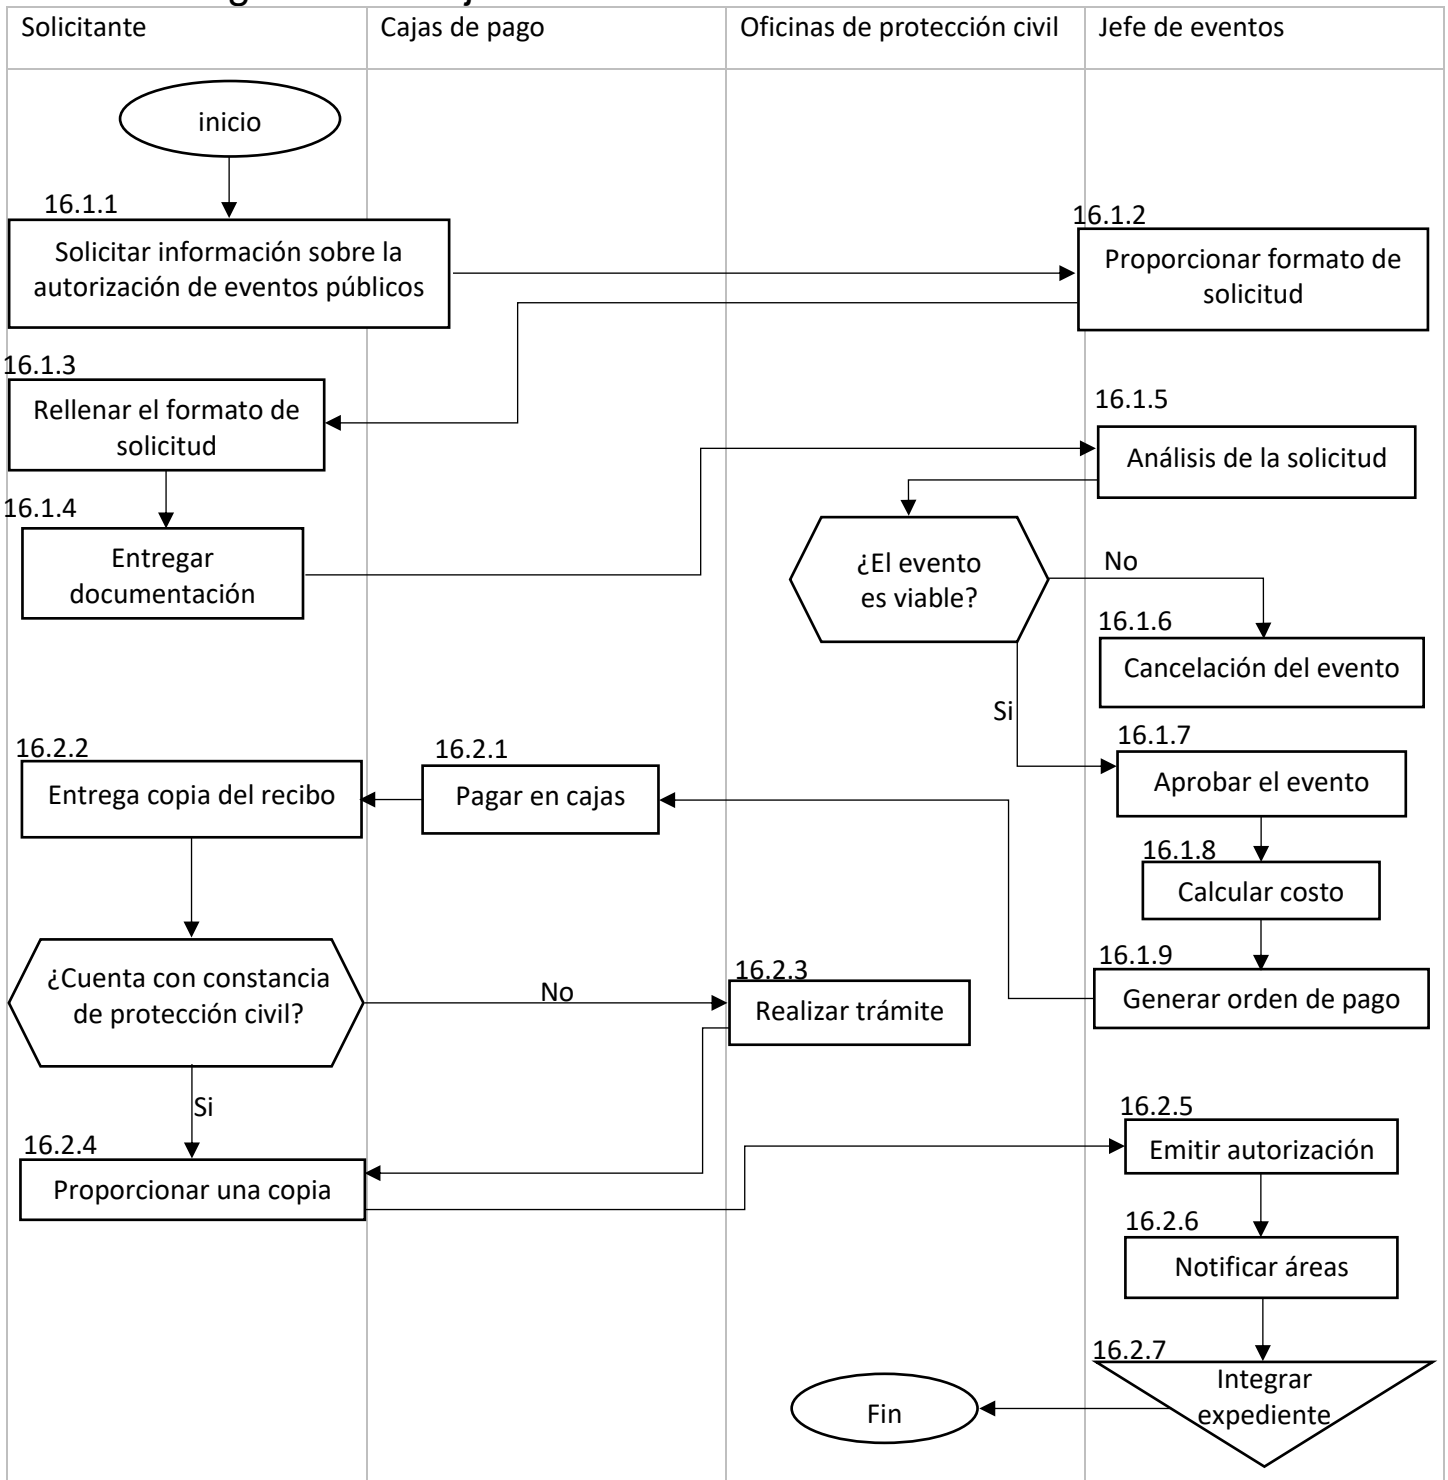 Solicitante
Cajas de pago
Oficinas de protección civil
Jefe de eventos
inicio
16.1.1
Solicitar información sobre la
autorización de eventos públicos
16.1.2
Proporcionar formato de
solicitud
16.1.3
Rellenar el formato de
solicitud
16.1.4
Entregar
documentación
16.1.5
Análisis de la solicitud
¿El evento
es viable?
No
16.1.6
Cancelación del evento
Si
16.1.7
Aprobar el evento
16.1.8
Calcular costo
16.1.9
Generar orden de pago
16.2.1
Pagar en cajas
16.2.2
Entrega copia del recibo
¿Cuenta con constancia
de protección civil?
No
16.2.3
Realizar trámite
Si
16.2.4
Proporcionar una copia
16.2.5
Emitir autorización
16.2.6
Notificar áreas
16.2.7
Integrar
expediente
Fin